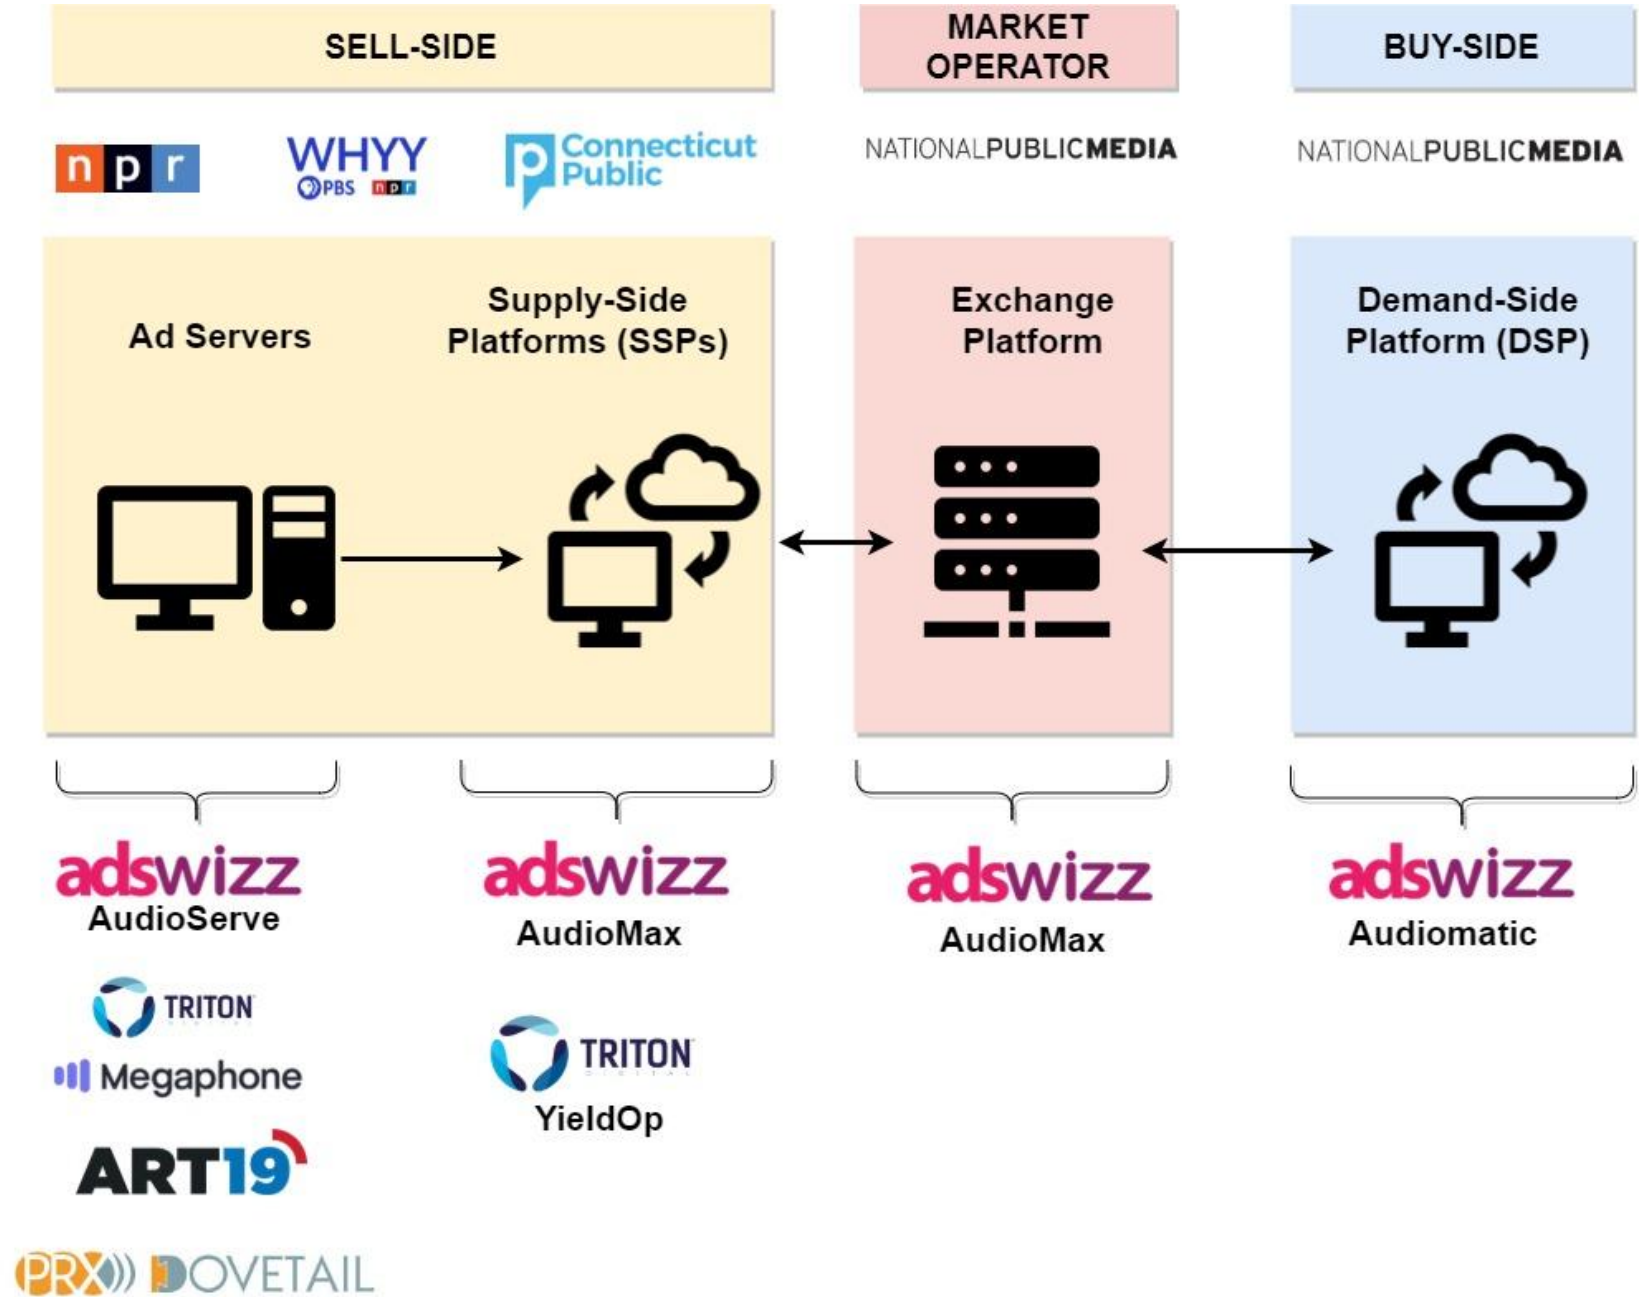 SELL-SIDE
MARKET
OPERATOR
BUY-SIDE
npr
WHYY
PBS npr
Connecticut
Public
NATIONALPUBLICMEDIA
NATIONALPUBLICMEDIA
Ad Servers
Supply-Side
Platforms (SSPs)
Exchange
Platform
Demand-Side
Platform (DSP)
adswizz
AudioServe
adswizz
AudioMax
adswizz
AudioMax
adswizz
Audiomatic
TRITON
DIGITAL
Megaphone
ART19
PRX DOVETAIL
TRITON
DIGITAL
YieldOp